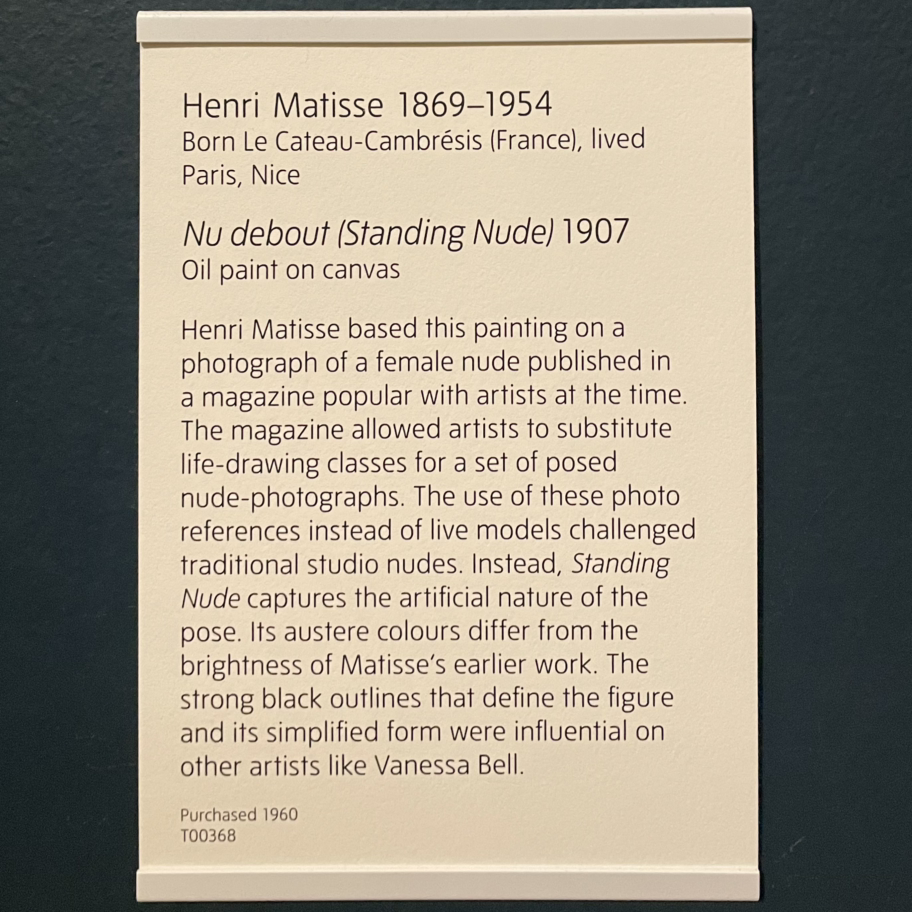 Henri Matisse 1869–1954
Born Le Cateau-Cambrésis (France), lived
Paris, Nice
Nu debout (Standing Nude) 1907
Oil paint on canvas
Henri Matisse based this painting on a
photograph of a female nude published in
a magazine popular with artists at the time.
The magazine allowed artists to substitute
life-drawing classes for a set of posed
nude-photographs. The use of these photo
references instead of live models challenged
traditional studio nudes. Instead, Standing
Nude captures the artificial nature of the
pose. Its austere colours differ from the
brightness of Matisse’s earlier work. The
strong black outlines that define the figure
and its simplified form were influential on
other artists like Vanessa Bell.
Purchased 1960
T00368